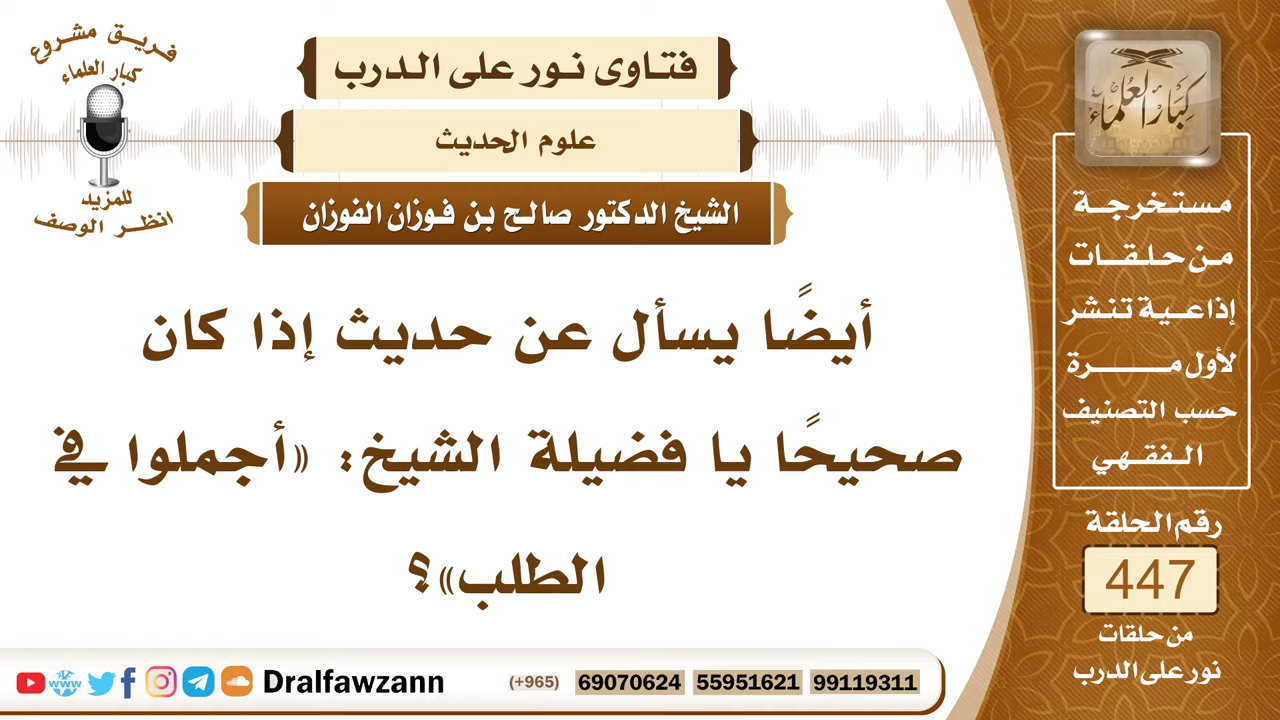 فريق مشروع
كبار العلماء
للمزيد
انظر الوصف
فتاوى نور على الدرب
علوم الحديث
الشيخ الدكتور صالح بن فوزان الفوزان
أيضًا يسأل عن حديث إذا كان
صحيحًا يا فضيلة الشيخ: «أجملوا في
الطلب»؟
كبار العلماء
مستخرجة
من حلقات
إذاعية تنشر
لأول مرة
حسب التصنيف
الفقهي
رقم الحلقة
447
من حلقات
نور على الدرب
www
Dralfawzann
(+965) 69070624 55951621 99119311